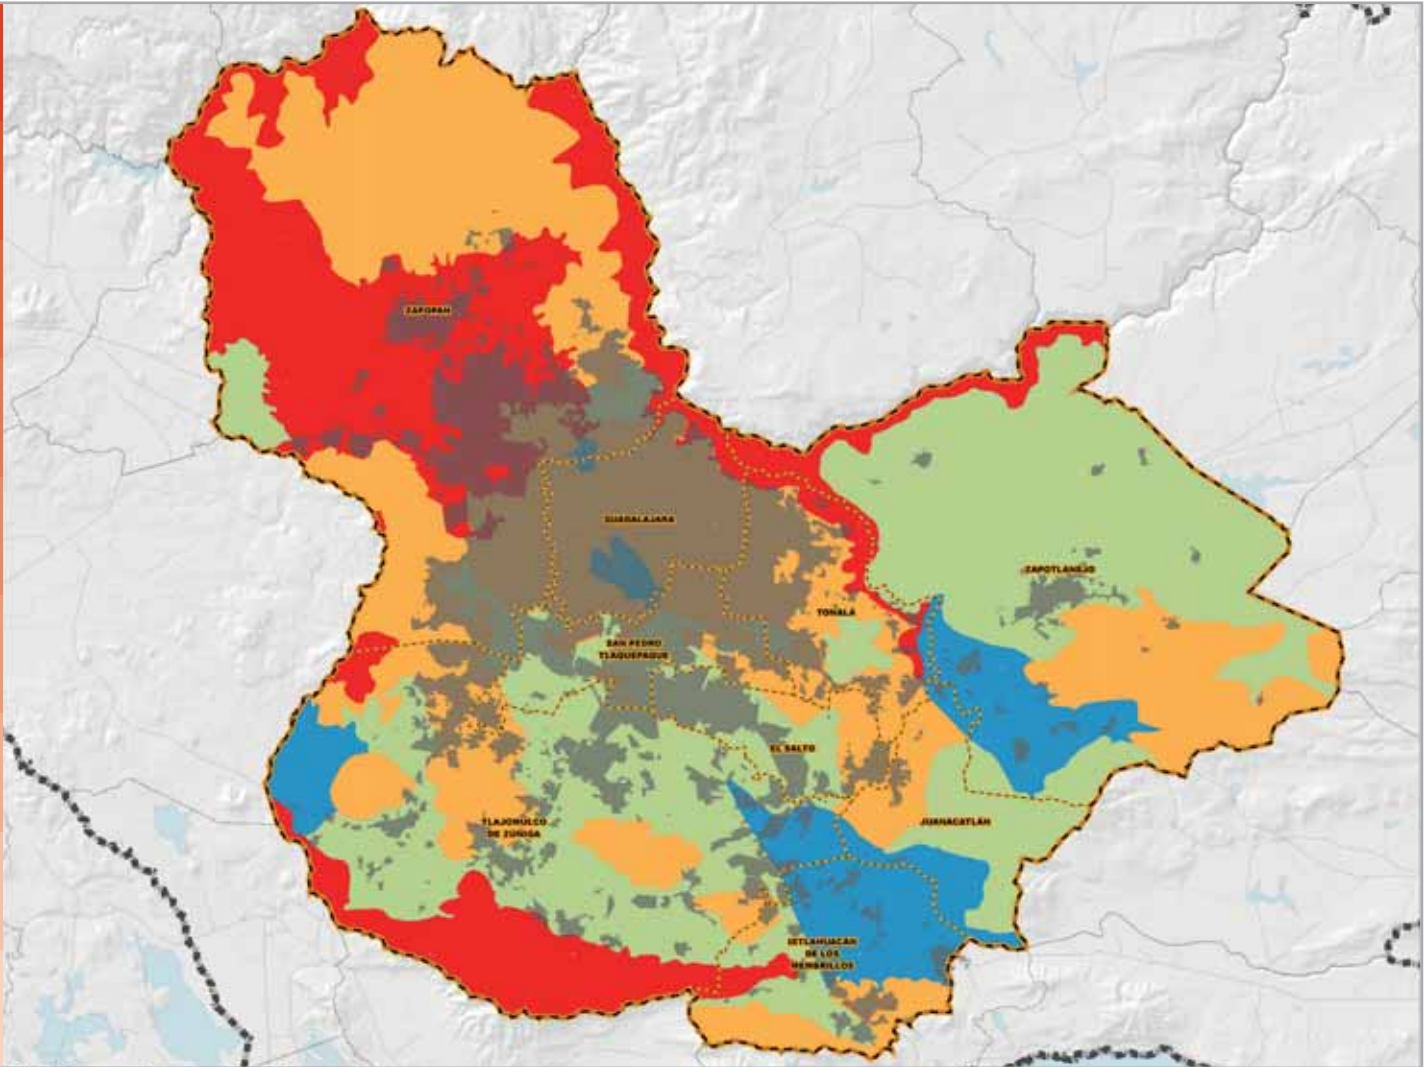 ZAPOPAN
GUADALAJARA
ZAPOTLANEJO
TONALÁ
SAN PEDRO
TLAQUEPAQUE
EL SALTO
TLAJOMULCO
DE ZÚÑIGA
JUANACATLÁN
IXTLAHUACÁN
DE LOS
MEMBRILLOS